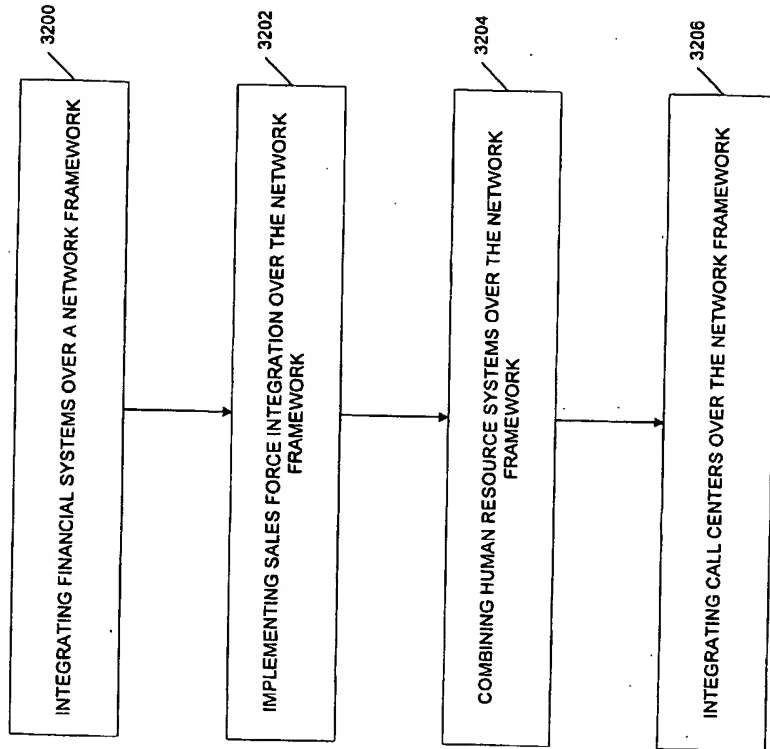 3200
INTEGRATING FINANCIAL SYSTEMS OVER A NETWORK FRAMEWORK
3202
IMPLEMENTING SALES FORCE INTEGRATION OVER THE NETWORK
FRAMEWORK
3204
COMBINING HUMAN RESOURCE SYSTEMS OVER THE NETWORK
FRAMEWORK
3206
INTEGRATING CALL CENTERS OVER THE NETWORK FRAMEWORK